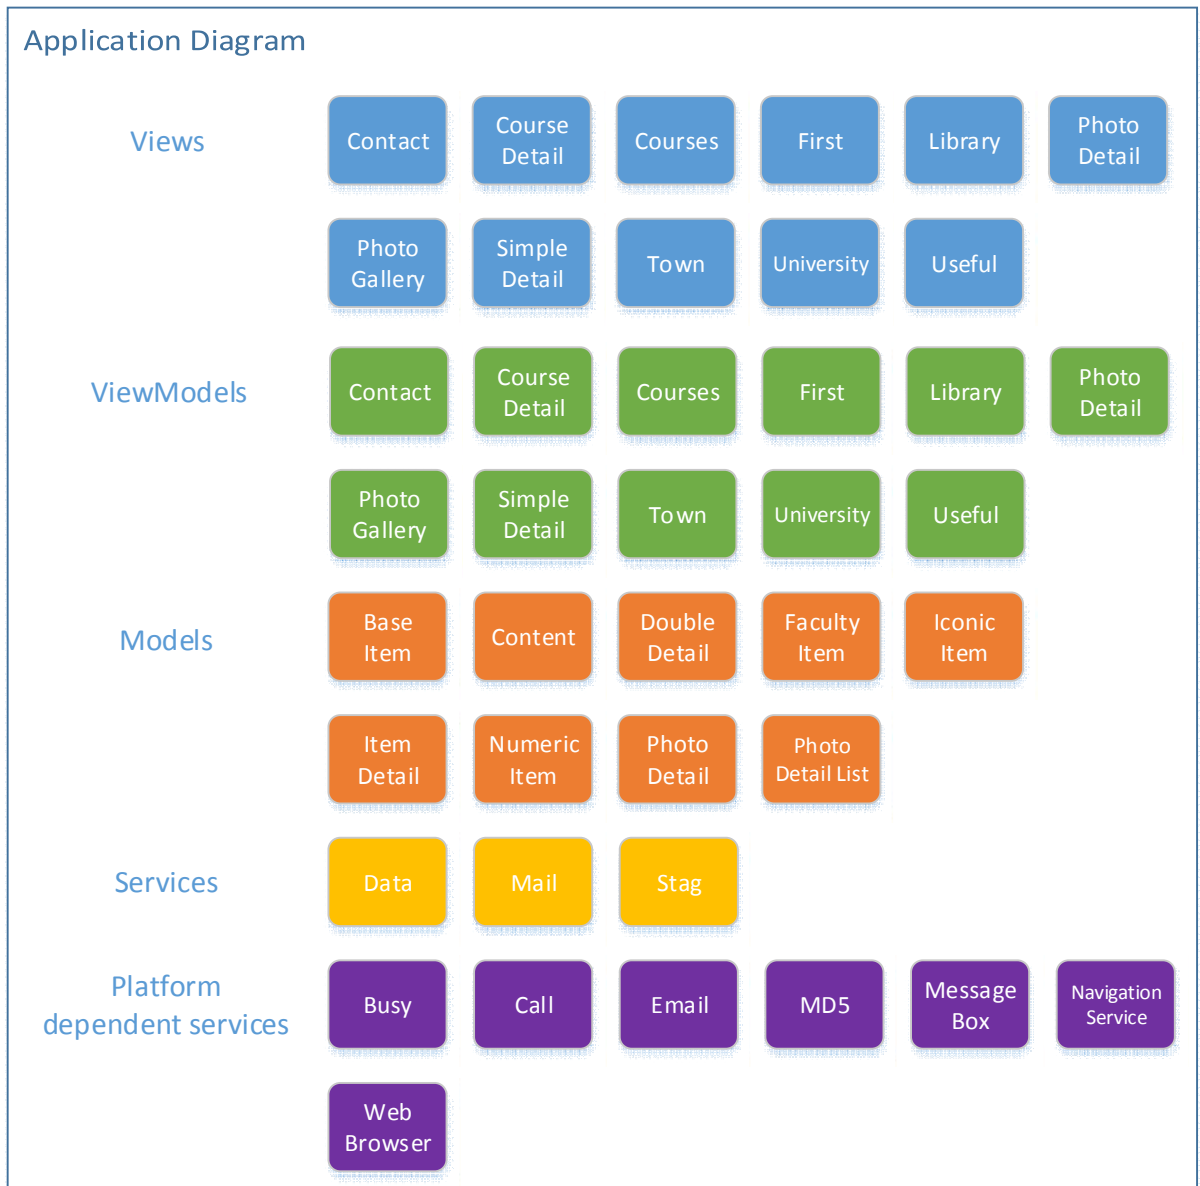 Application Diagram
Views
Contact
Course
Detail
Courses
First
Library
Photo
Detail
Photo
Gallery
Simple
Detail
Town
University
Useful
ViewModels
Contact
Course
Detail
Courses
First
Library
Photo
Detail
Photo
Gallery
Simple
Detail
Town
University
Useful
Models
Base
Item
Content
Double
Detail
Faculty
Item
Iconic
Item
Item
Detail
Numeric
Item
Photo
Detail
Photo
Detail List
Services
Data
Mail
Stag
Platform
dependent services
Busy
Call
Email
MD5
Message
Box
Navigation
Service
Web
Browser